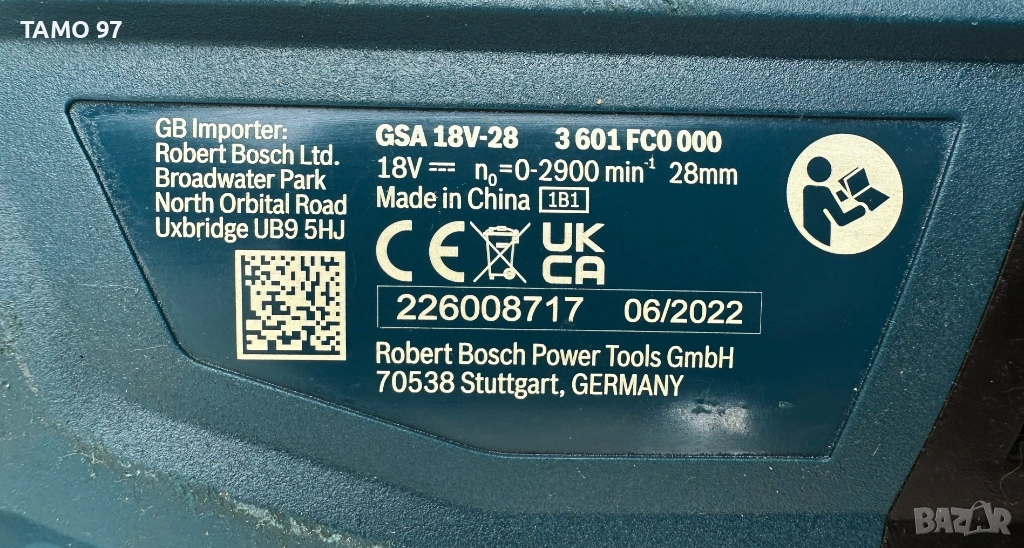 TAMO 97
GB Importer:
Robert Bosch Ltd.
Broadwater Park
North Orbital Road
Uxbridge UB9 5HJ
GSA 18V-28 3 601 FC0 000
18V ⎓ n₀=0-2900 min⁻¹ 28mm
Made in China 1B1
CE UK
CA
226008717 06/2022
Robert Bosch Power Tools GmbH
70538 Stuttgart, GERMANY
BAZAR